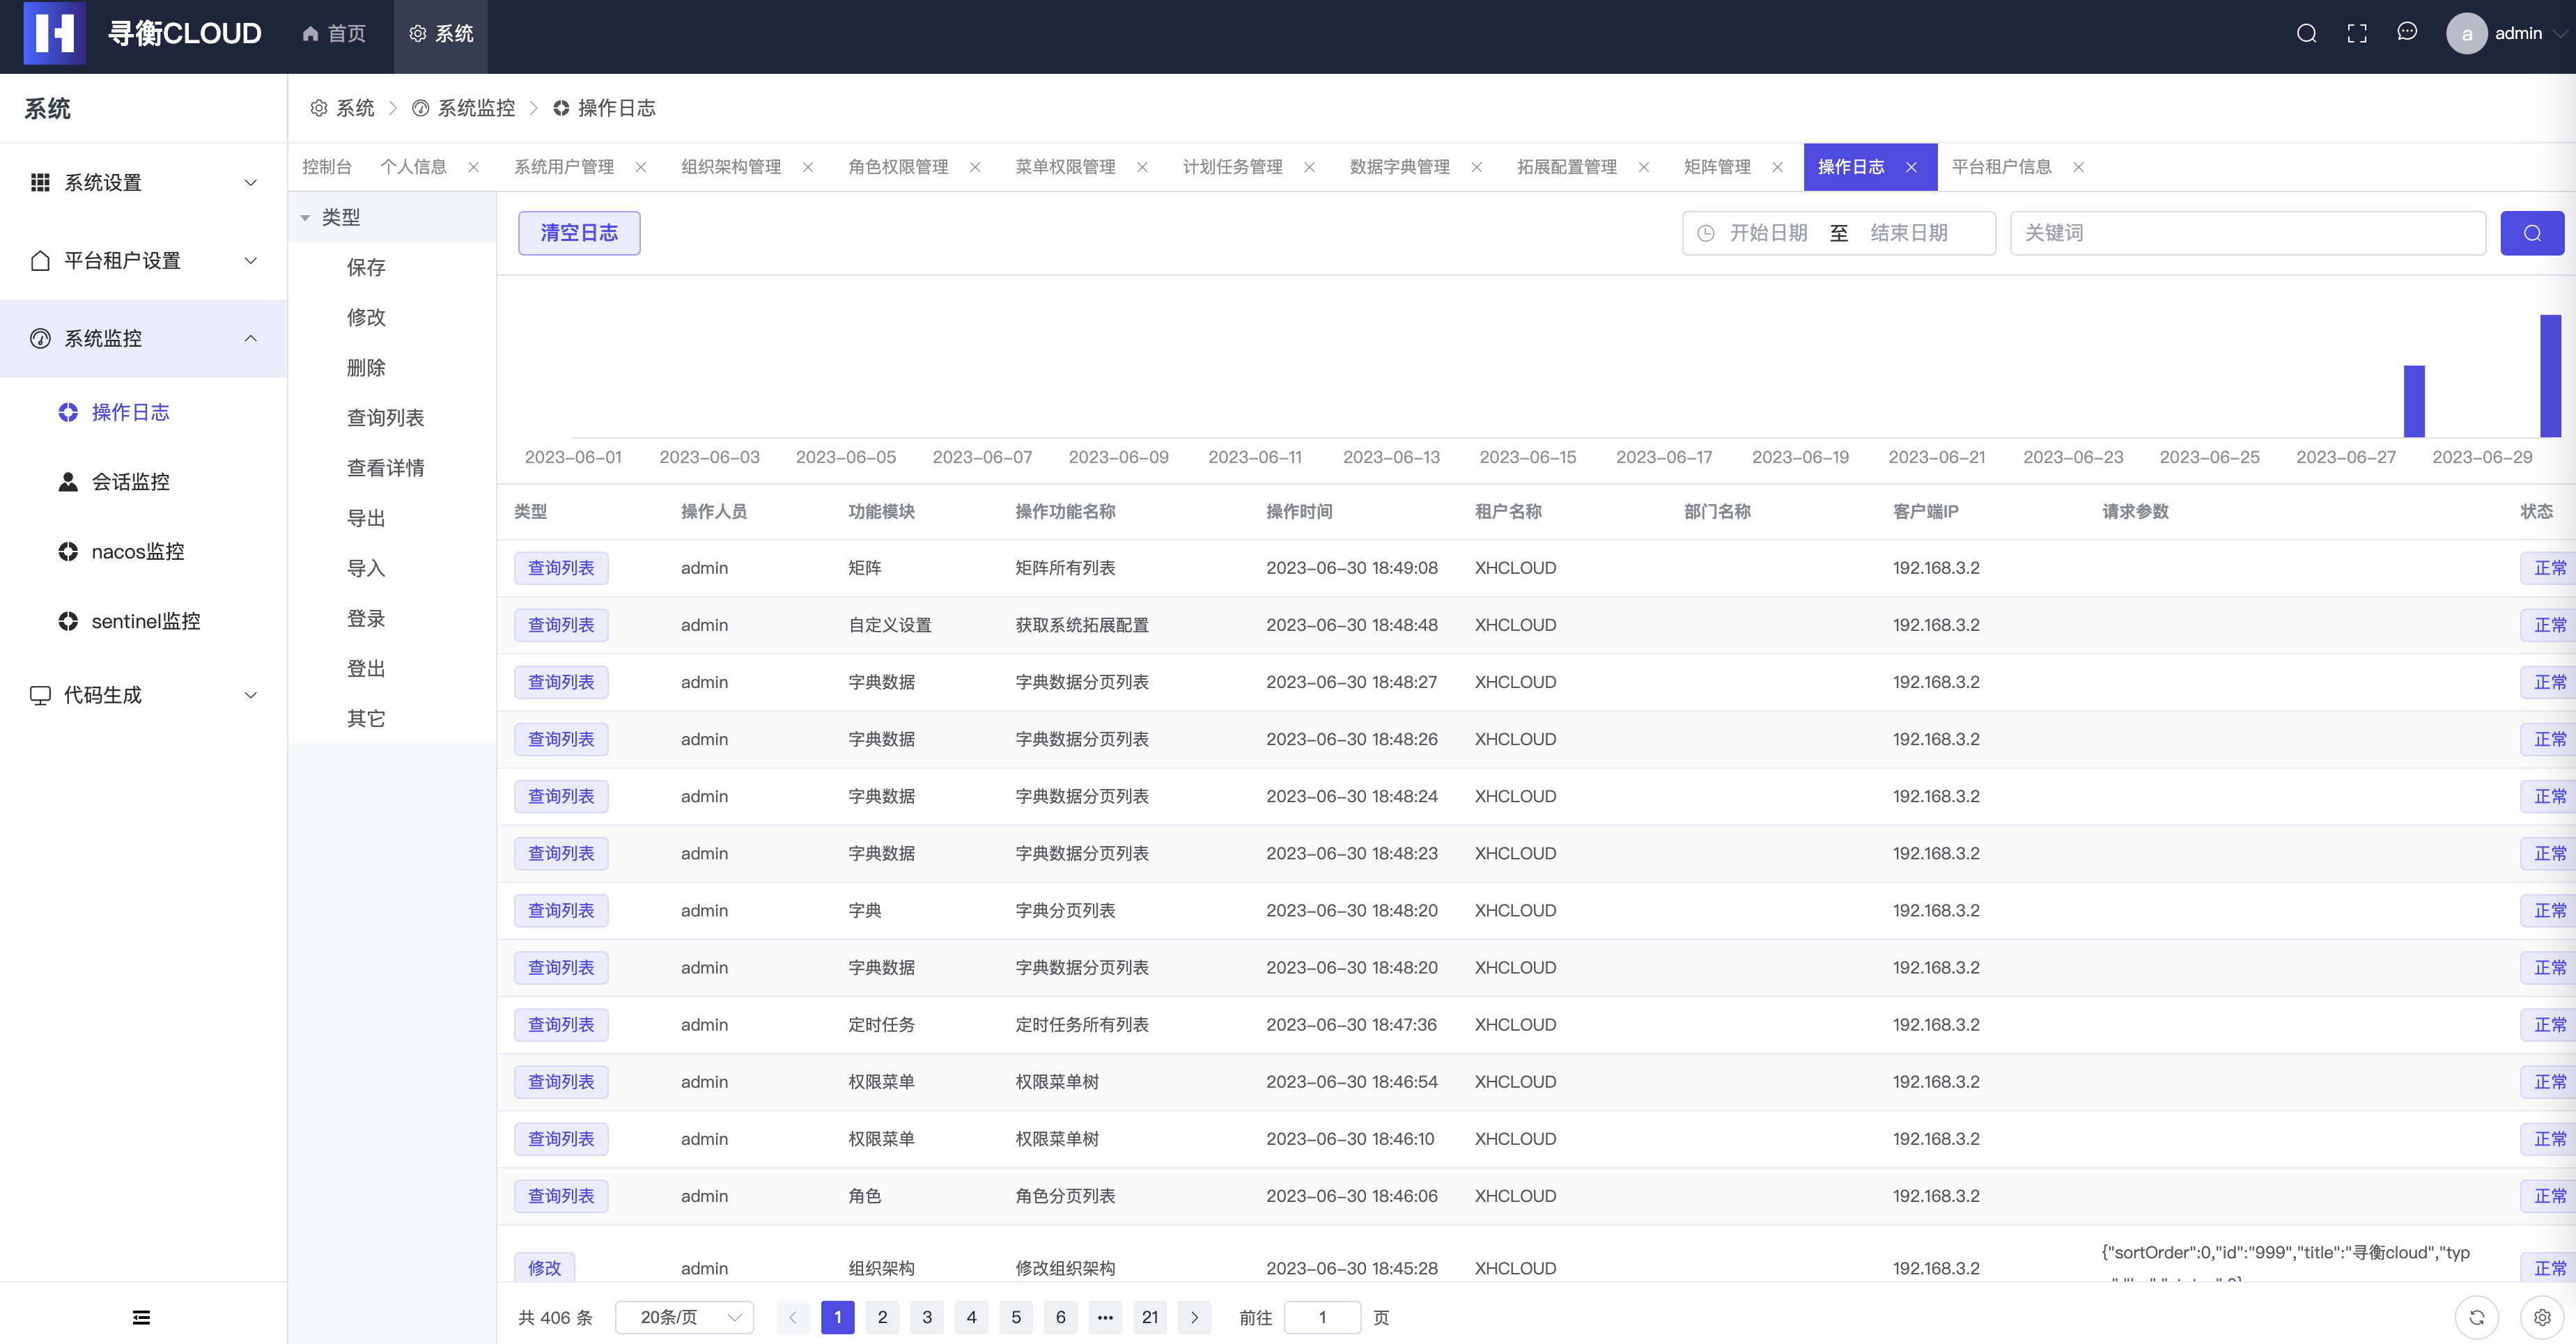 寻衡CLOUD 首页 系统 a admin
系统
系统 系统监控 操作日志
控制台 个人信息 系统用户管理 组织架构管理 角色权限管理 菜单权限管理 计划任务管理 数据字典管理 拓展配置管理 矩阵管理 操作日志 平台租户信息
系统设置
平台租户设置
系统监控
操作日志
会话监控
nacos监控
sentinel监控
代码生成
类型
保存
修改
删除
查询列表
查看详情
导出
导入
登录
登出
其它
清空日志 开始日期 至 结束日期 关键词
2023-06-01 2023-06-03 2023-06-05 2023-06-07 2023-06-09 2023-06-11 2023-06-13 2023-06-15 2023-06-17 2023-06-19 2023-06-21 2023-06-23 2023-06-25 2023-06-27 2023-06-29
类型 操作人员 功能模块 操作功能名称 操作时间 租户名称 部门名称 客户端IP 请求参数 状态
查询列表 admin 矩阵 矩阵所有列表 2023-06-30 18:49:08 XHCLOUD 192.168.3.2 正常
查询列表 admin 自定义设置 获取系统拓展配置 2023-06-30 18:48:48 XHCLOUD 192.168.3.2 正常
查询列表 admin 字典数据 字典数据分页列表 2023-06-30 18:48:27 XHCLOUD 192.168.3.2 正常
查询列表 admin 字典数据 字典数据分页列表 2023-06-30 18:48:26 XHCLOUD 192.168.3.2 正常
查询列表 admin 字典数据 字典数据分页列表 2023-06-30 18:48:24 XHCLOUD 192.168.3.2 正常
查询列表 admin 字典数据 字典数据分页列表 2023-06-30 18:48:23 XHCLOUD 192.168.3.2 正常
查询列表 admin 字典 字典分页列表 2023-06-30 18:48:20 XHCLOUD 192.168.3.2 正常
查询列表 admin 字典数据 字典数据分页列表 2023-06-30 18:48:20 XHCLOUD 192.168.3.2 正常
查询列表 admin 定时任务 定时任务所有列表 2023-06-30 18:47:36 XHCLOUD 192.168.3.2 正常
查询列表 admin 权限菜单 权限菜单树 2023-06-30 18:46:54 XHCLOUD 192.168.3.2 正常
查询列表 admin 权限菜单 权限菜单树 2023-06-30 18:46:10 XHCLOUD 192.168.3.2 正常
查询列表 admin 角色 角色分页列表 2023-06-30 18:46:06 XHCLOUD 192.168.3.2 正常
修改 admin 组织架构 修改组织架构 2023-06-30 18:45:28 XHCLOUD 192.168.3.2 {"sortOrder":0,"id":"999","title":"寻衡cloud","typ 正常
共 406 条 20条/页 1 2 3 4 5 6 ••• 21 前往 1 页